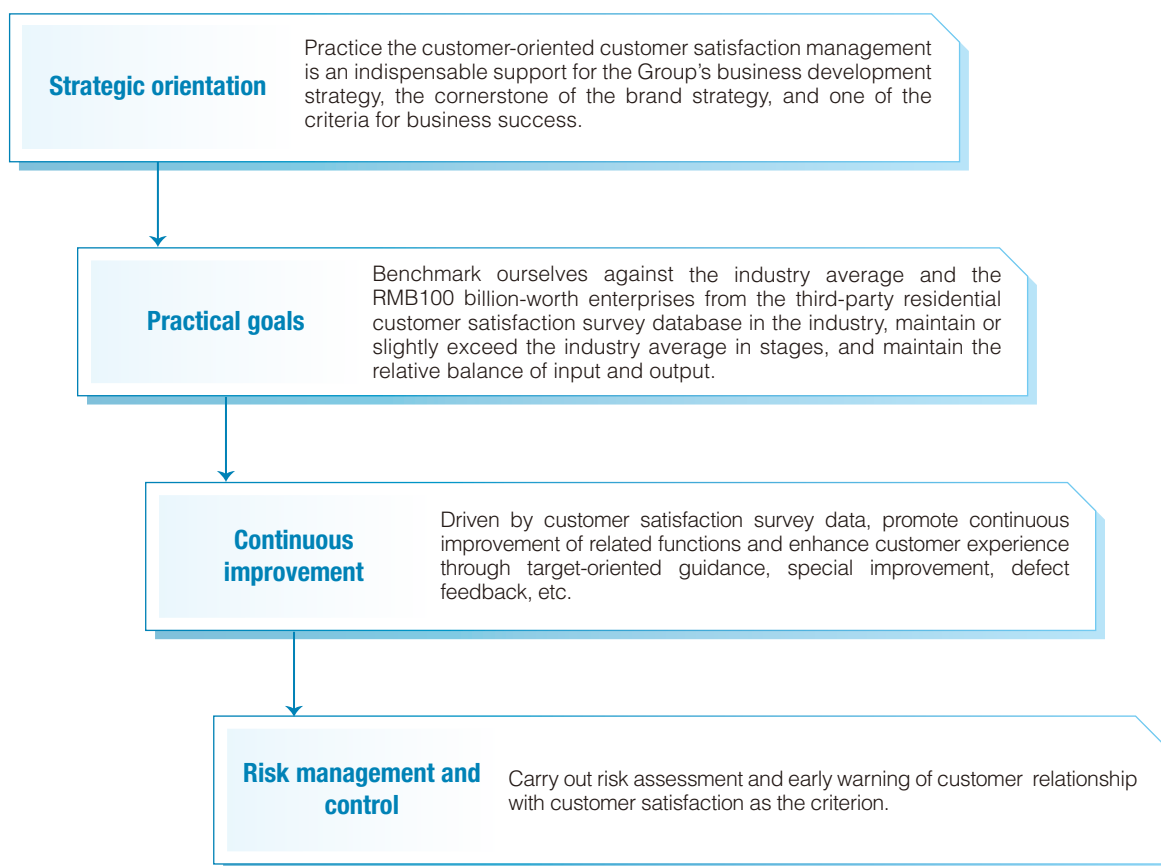 Strategic orientation
Practice the customer-oriented customer satisfaction management
is an indispensable support for the Group's business development
strategy, the cornerstone of the brand strategy, and one of the
criteria for business success.
Practical goals
Benchmark ourselves against the industry average and the
RMB100 billion-worth enterprises from the third-party residential
customer satisfaction survey database in the industry, maintain or
slightly exceed the industry average in stages, and maintain the
relative balance of input and output.
Continuous
improvement
Driven by customer satisfaction survey data, promote continuous
improvement of related functions and enhance customer experience
through target-oriented guidance, special improvement, defect
feedback, etc.
Risk management and
control
Carry out risk assessment and early warning of customer relationship
with customer satisfaction as the criterion.